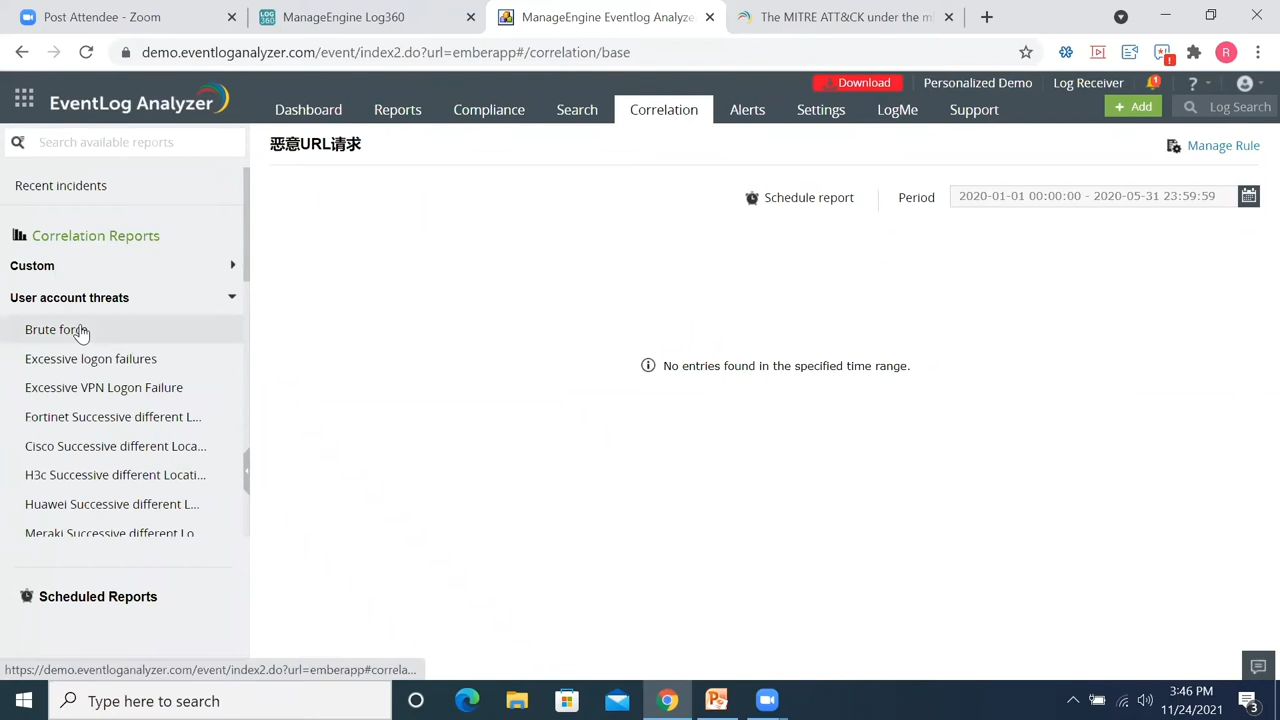 Post Attendee - Zoom
ManageEngine Log360
ManageEngine Eventlog Analyze
The MITRE ATT&CK under the mi
demo.eventloganalyzer.com/event/index2.do?url=emberapp#/correlation/base
R
Download
Personalized Demo
Log Receiver
1
?
EventLog Analyzer
Dashboard
Reports
Compliance
Search
Correlation
Alerts
Settings
LogMe
Support
+ Add
Log Search
Search available reports
Recent incidents
Correlation Reports
Custom
User account threats
Brute force
Excessive logon failures
Excessive VPN Logon Failure
Fortinet Successive different L...
Cisco Successive different Loca...
H3c Successive different Locati...
Huawei Successive different L...
Meraki Successive different Lo
Scheduled Reports
恶意URL请求
Manage Rule
Schedule report
Period
2020-01-01 00:00:00 - 2020-05-31 23:59:59
No entries found in the specified time range.
https://demo.eventloganalyzer.com/event/index2.do?url=emberapp#correla...
Type here to search
3:46 PM
11/24/2021
3